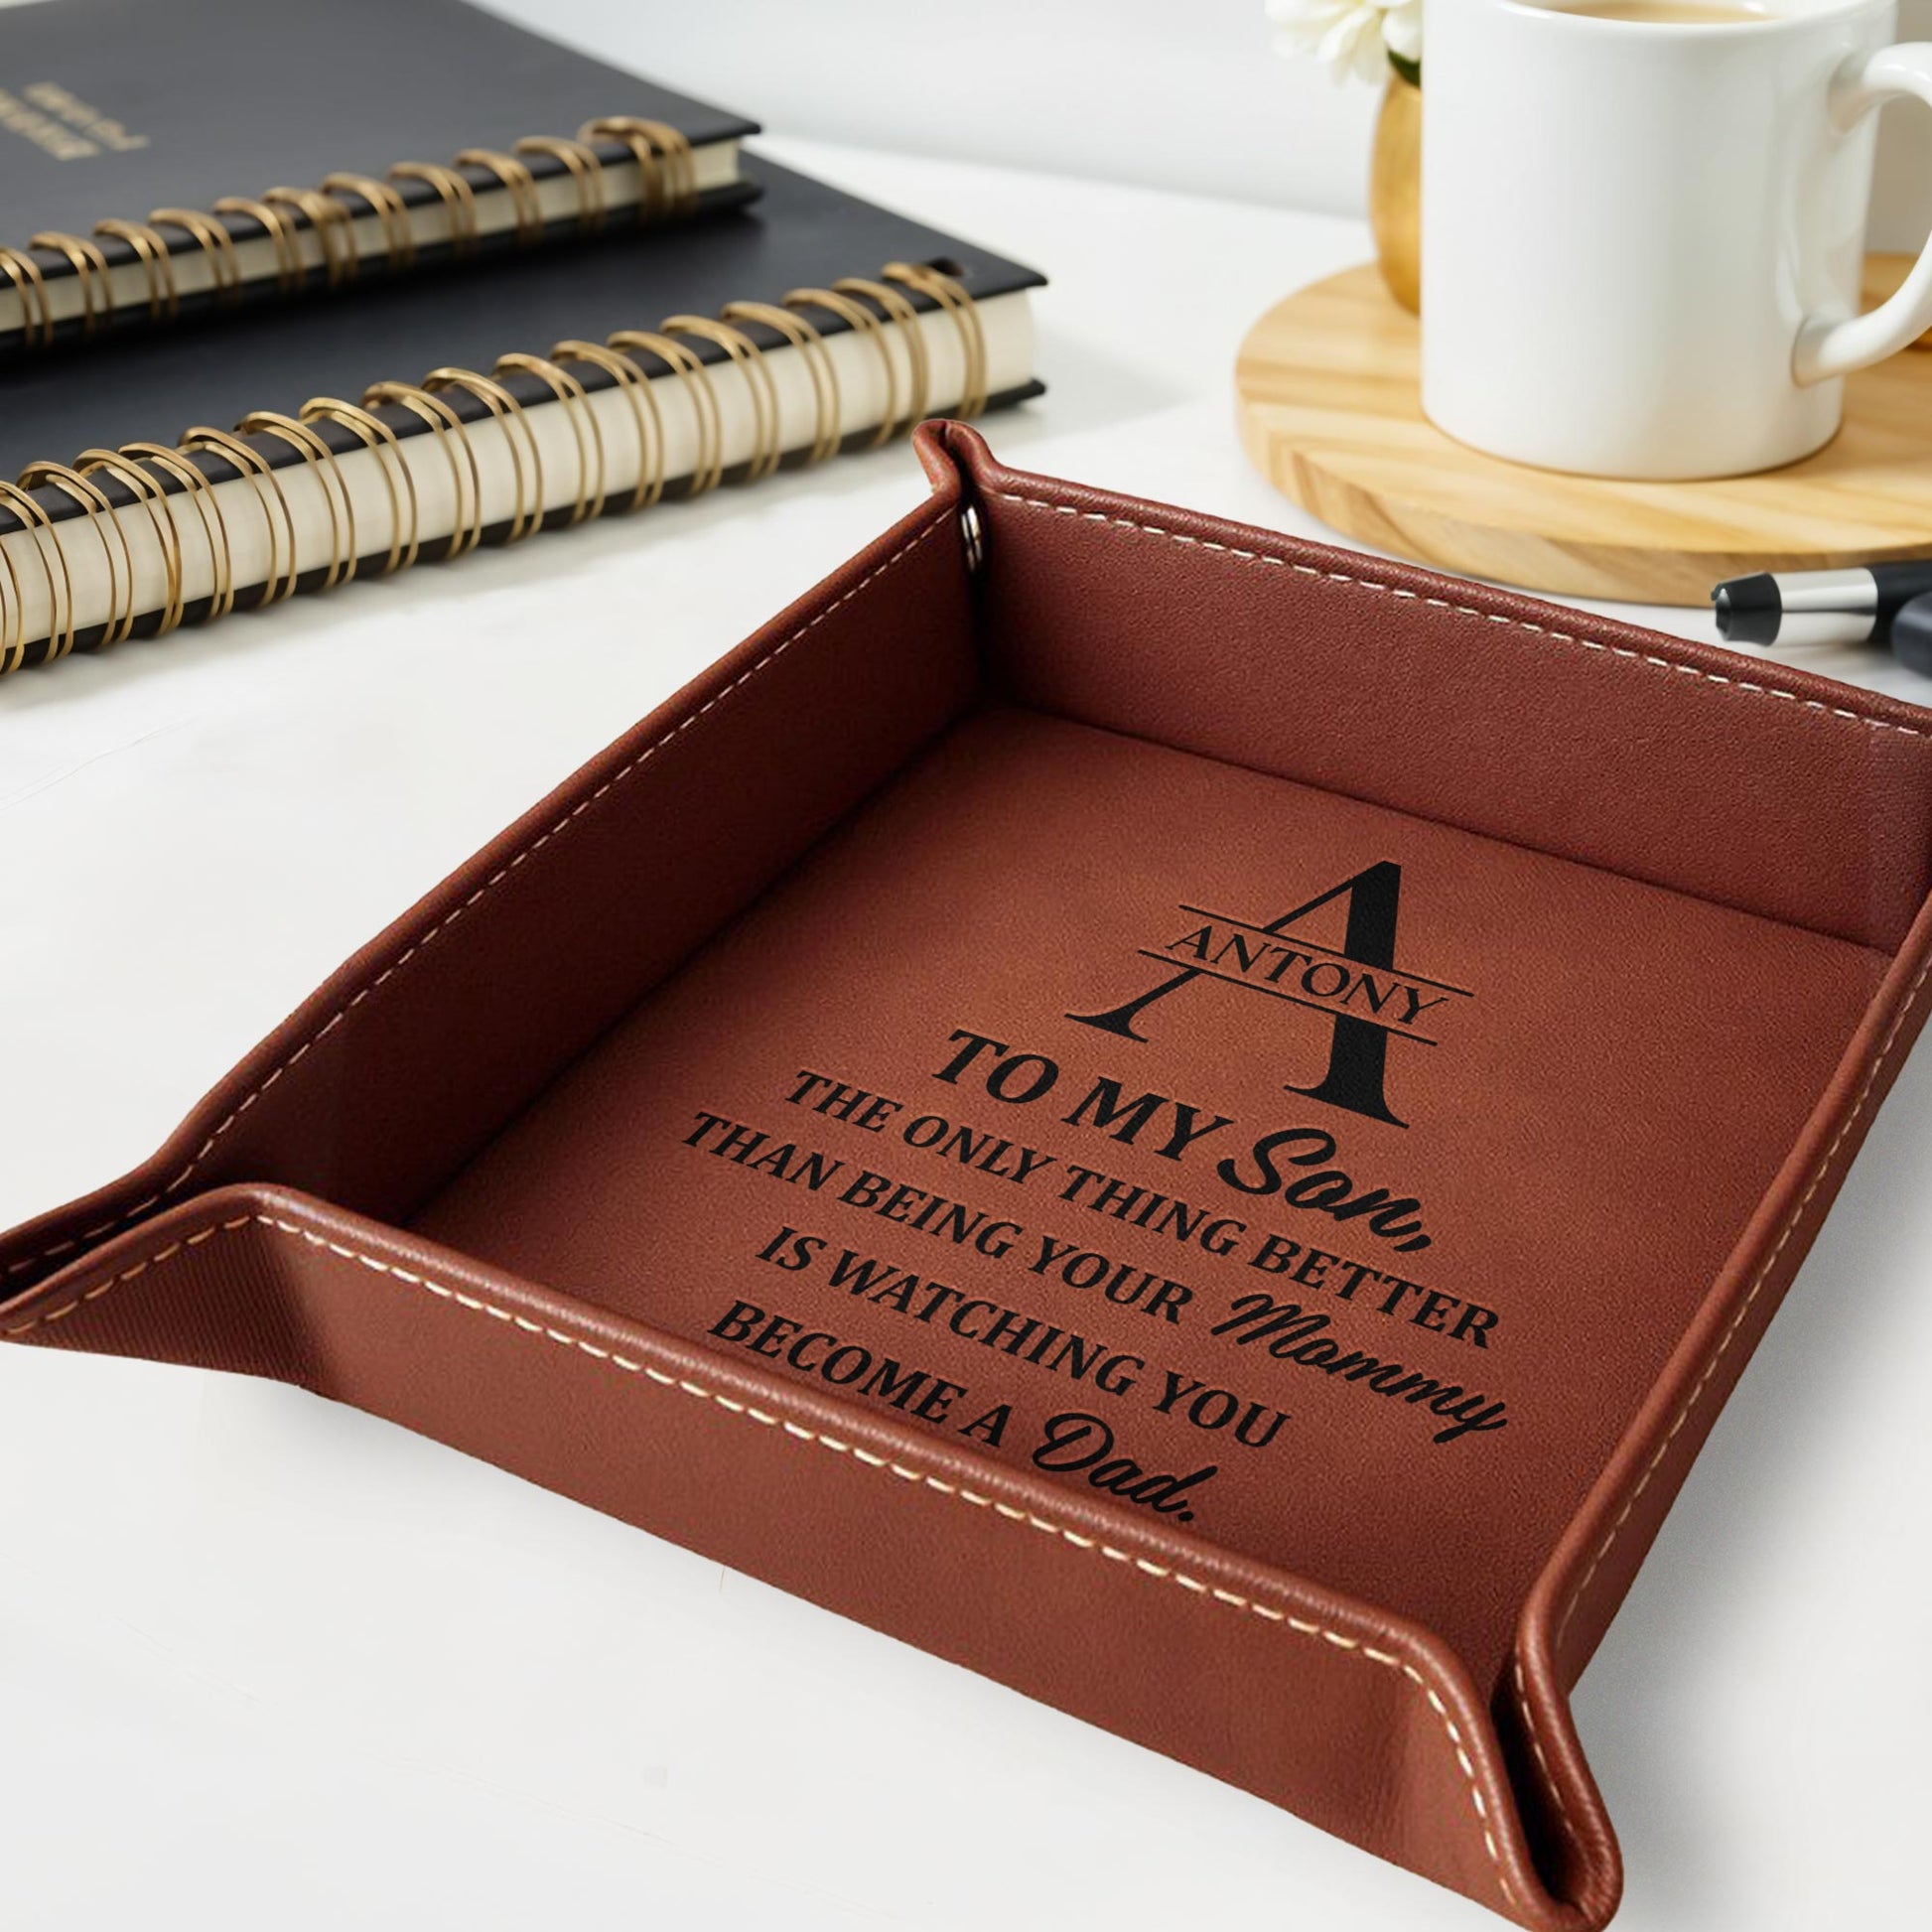 ANTONY
A
TO MY Son,
THE ONLY THING BETTER
THAN BEING YOUR Mommy
IS WATCHING YOU
BECOME A Dad.